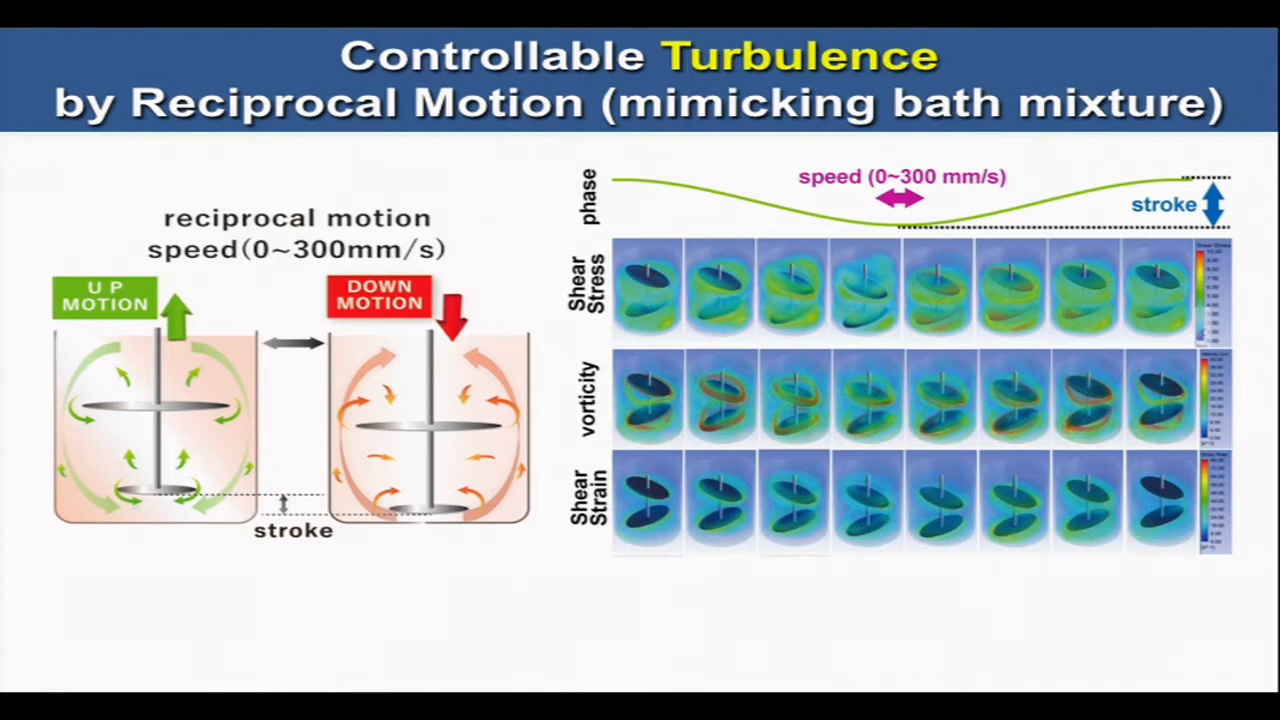 Controllable Turbulence
by Reciprocal Motion (mimicking bath mixture)
reciprocal motion
speed(0~300mm/s)
UP
MOTION
DOWN
MOTION
stroke
phase
speed (0~300 mm/s)
stroke
Shear
Stress
vorticity
Shear
Strain